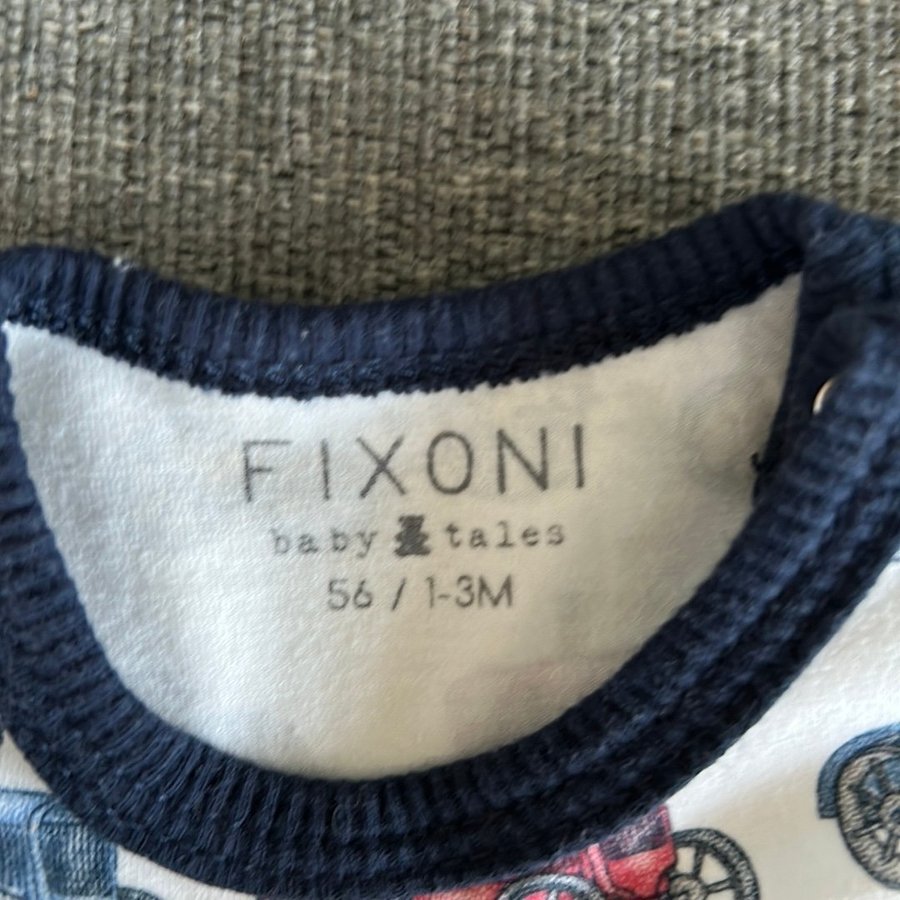 FIXONI
baby tales
56 / 1-3M